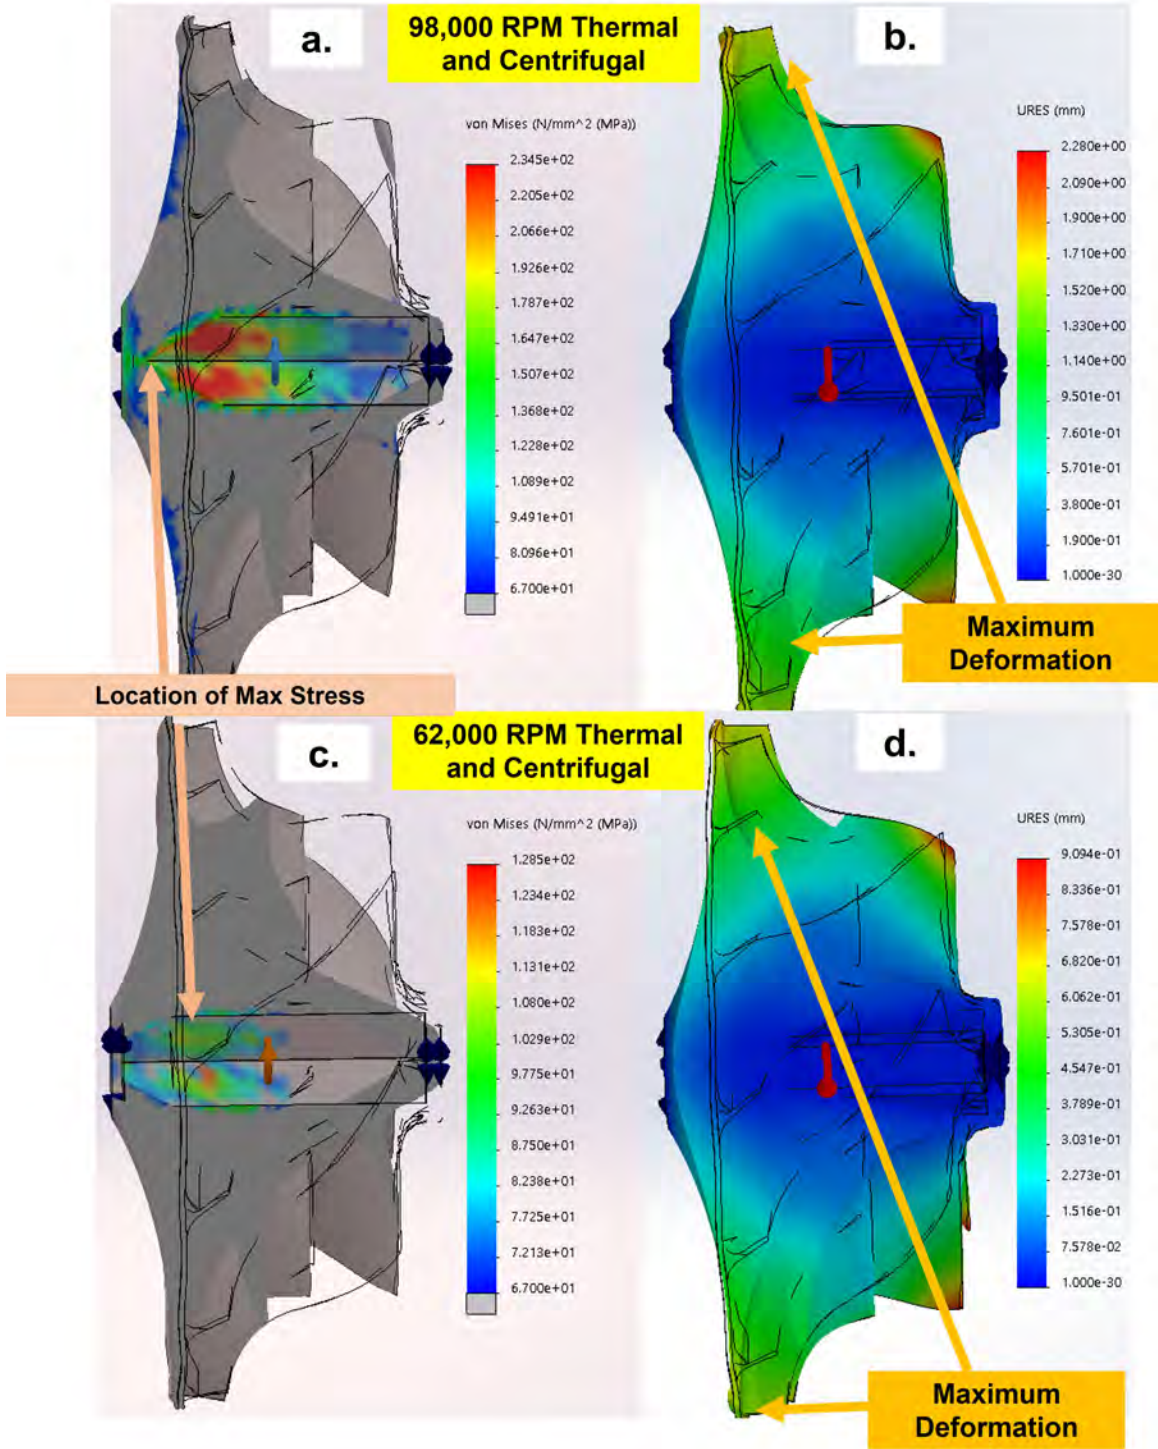 a.
98,000 RPM Thermal
and Centrifugal
b.
von Mises (N/mm^2 (MPa))
2.345e+02
2.205e+02
2.066e+02
1.926e+02
1.787e+02
1.647e+02
1.507e+02
1.368e+02
1.228e+02
1.089e+02
9.491e+01
8.096e+01
6.700e+01
URES (mm)
2.280e+00
2.090e+00
1.900e+00
1.710e+00
1.520e+00
1.330e+00
1.140e+00
9.501e-01
7.601e-01
5.701e-01
3.800e-01
1.900e-01
1.000e-30
Maximum
Deformation
Location of Max Stress
c.
62,000 RPM Thermal
and Centrifugal
d.
von Mises (N/mm^2 (MPa))
1.285e+02
1.234e+02
1.183e+02
1.131e+02
1.080e+02
1.029e+02
9.775e+01
9.263e+01
8.750e+01
8.238e+01
7.725e+01
7.213e+01
6.700e+01
URES (mm)
9.094e-01
8.336e-01
7.578e-01
6.820e-01
6.062e-01
5.305e-01
4.547e-01
3.789e-01
3.031e-01
2.273e-01
1.516e-01
7.578e-02
1.000e-30
Maximum
Deformation